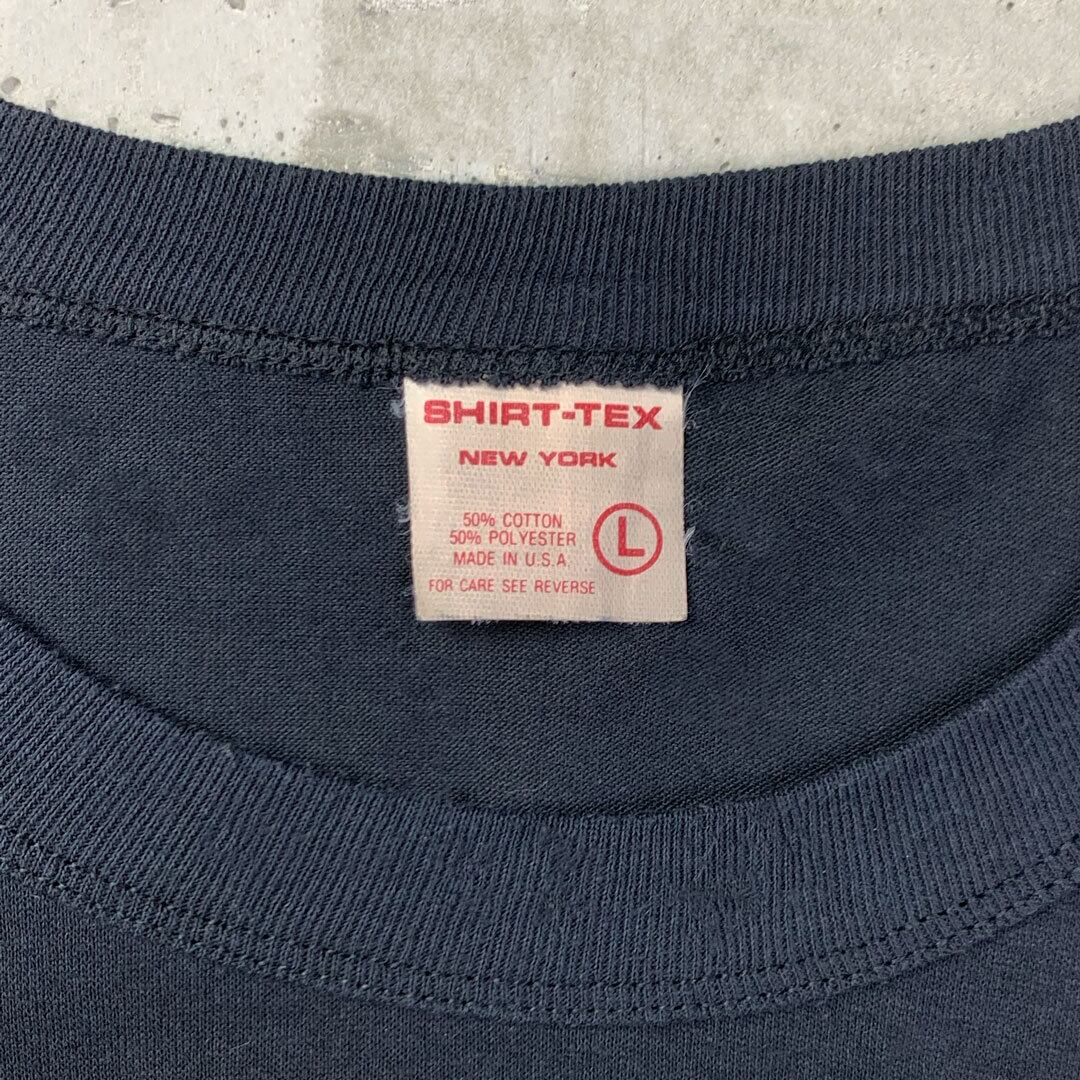 SHIRT-TEX
NEW YORK
50% COTTON
50% POLYESTER
MADE IN U.S.A
L
FOR CARE SEE REVERSE